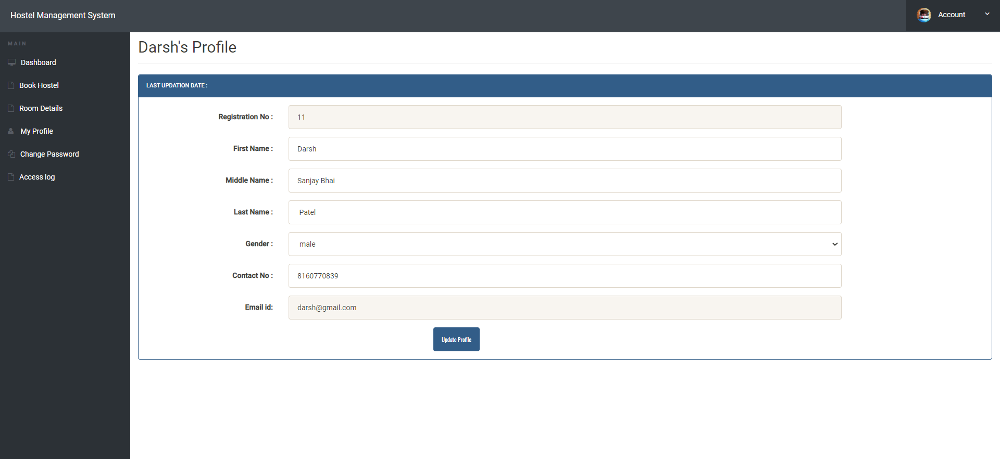 Hostel Management System
Account
MAIN
Dashboard
Book Hostel
Room Details
My Profile
Change Password
Access log
Darsh's Profile
LAST UPDATION DATE :
Registration No : 11
First Name : Darsh
Middle Name : Sanjay Bhai
Last Name : Patel
Gender : male
Contact No : 8160770839
Email id: darsh@gmail.com
Update Profile